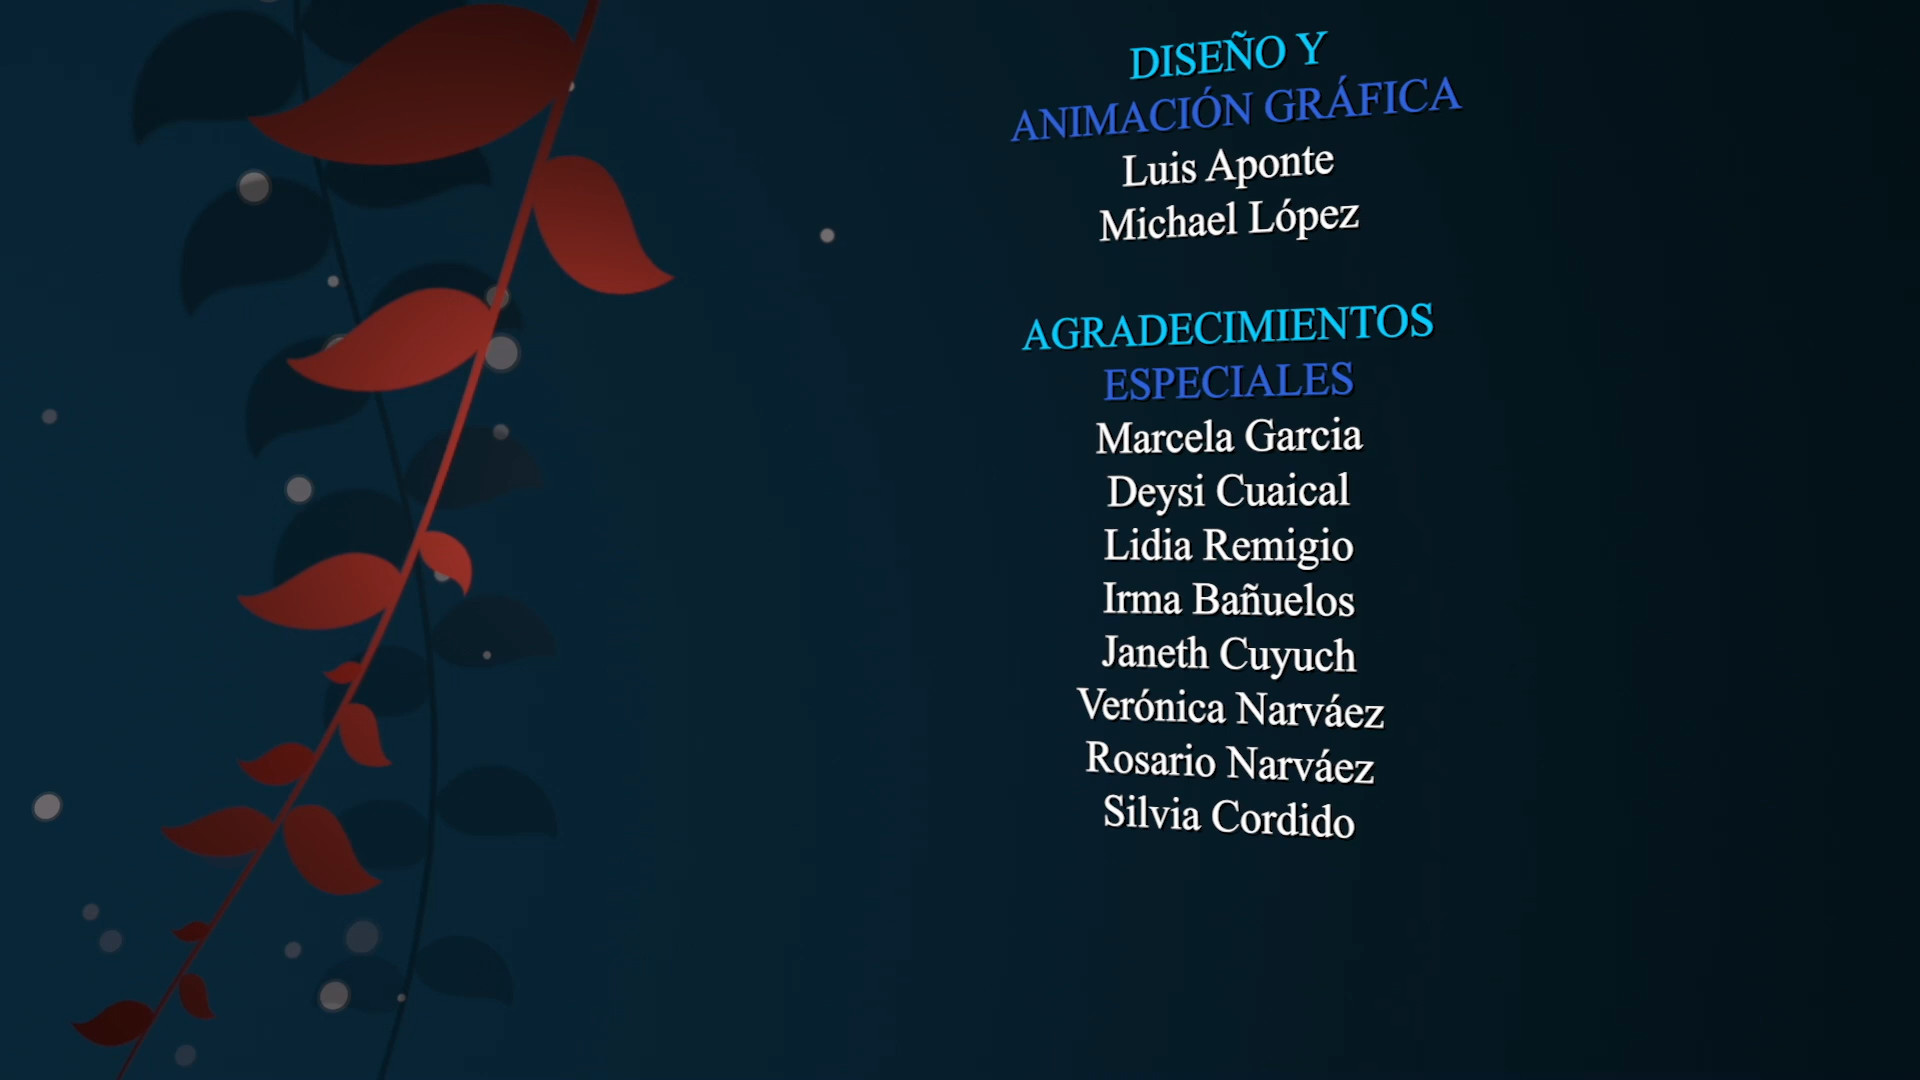 DISEÑO Y
ANIMACIÓN GRÁFICA
Luis Aponte
Michael López
AGRADECIMIENTOS
ESPECIALES
Marcela Garcia
Deysi Cuaical
Lidia Remigio
Irma Bañuelos
Janeth Cuyuch
Verónica Narváez
Rosario Narváez
Silvia Cordido